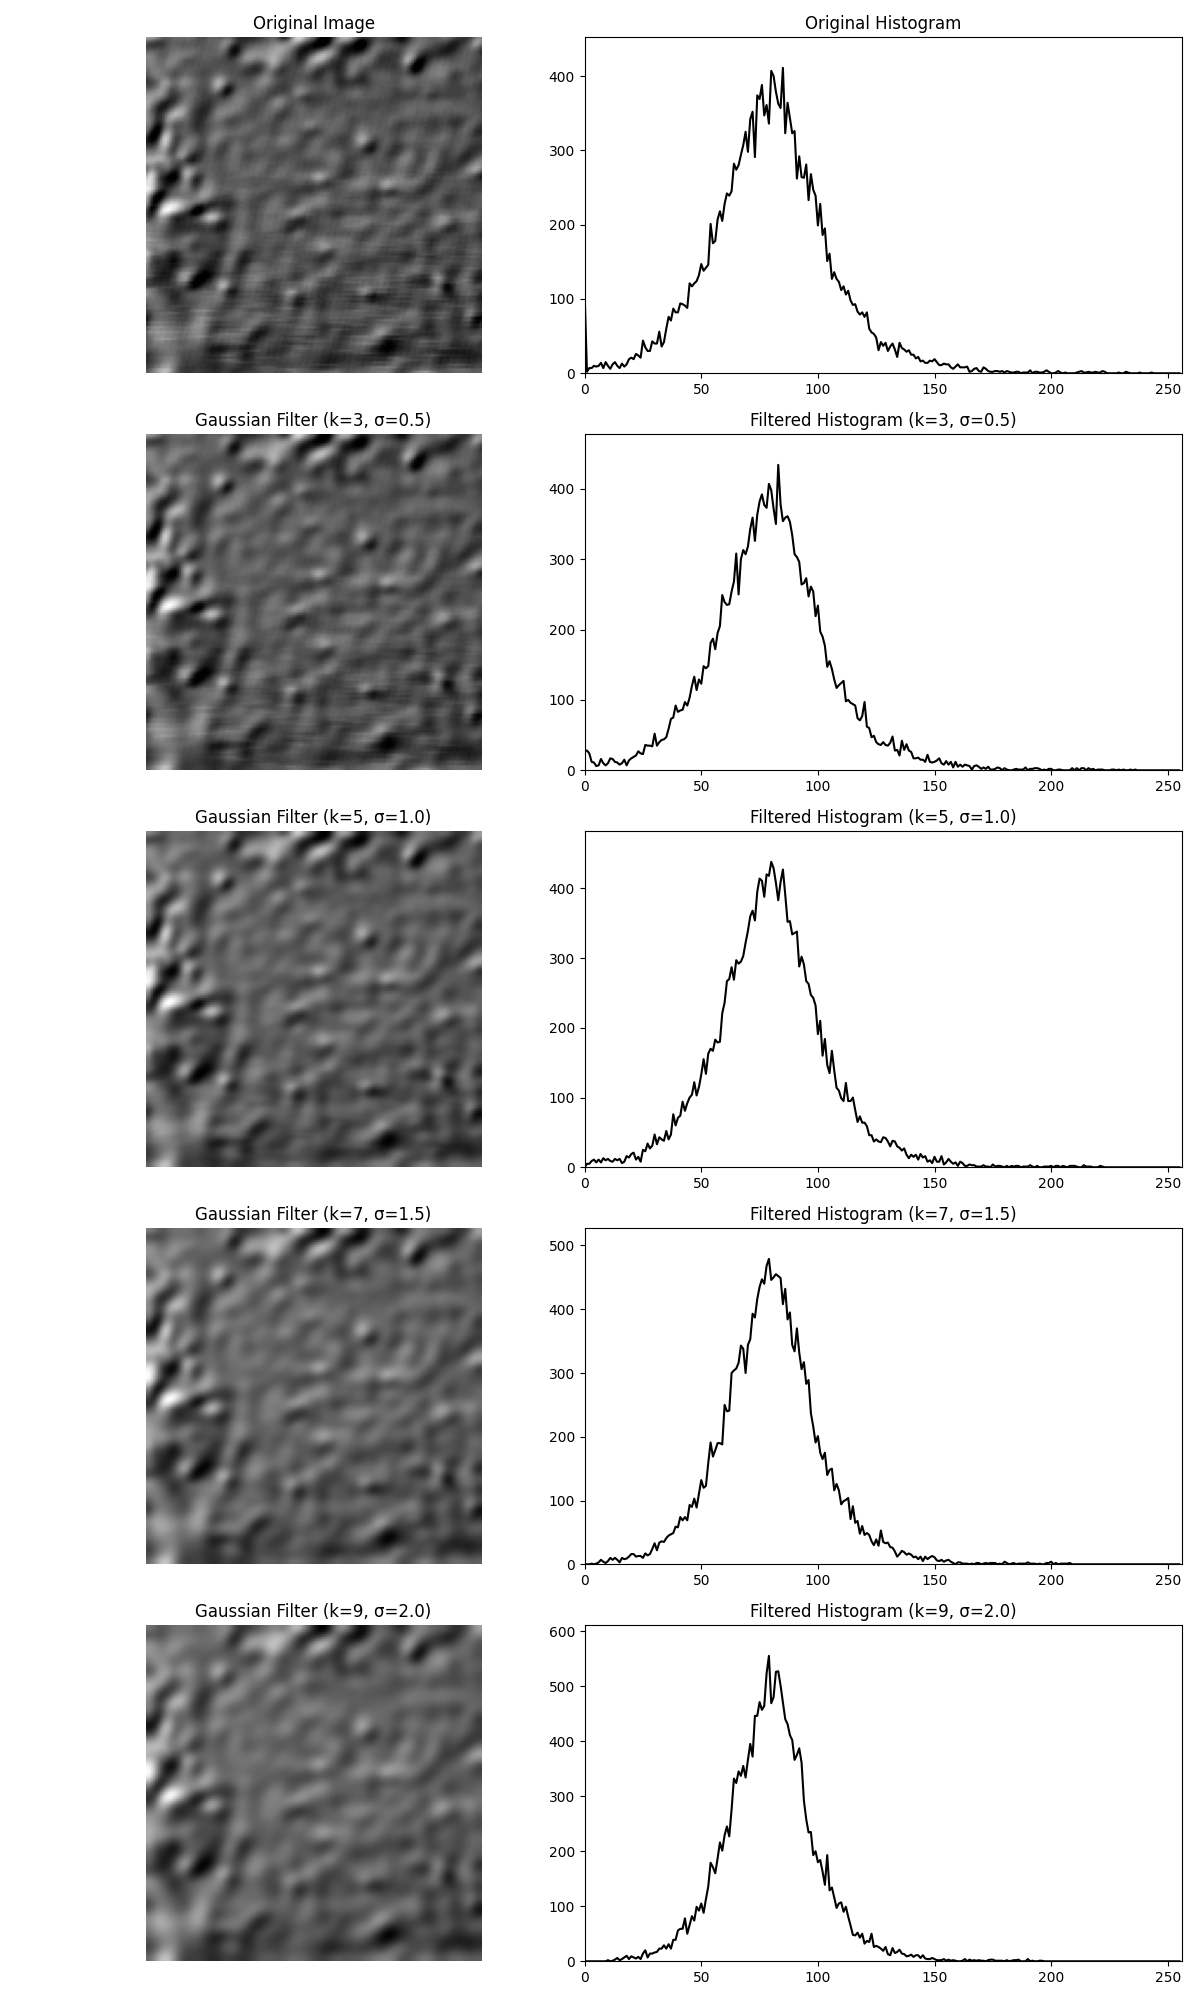 Original Image
Original Histogram
400
300
200
100
0
0 50 100 150 200 250
Gaussian Filter (k=3, σ=0.5)
Filtered Histogram (k=3, σ=0.5)
400
300
200
100
0
0 50 100 150 200 250
Gaussian Filter (k=5, σ=1.0)
Filtered Histogram (k=5, σ=1.0)
400
300
200
100
0
0 50 100 150 200 250
Gaussian Filter (k=7, σ=1.5)
Filtered Histogram (k=7, σ=1.5)
500
400
300
200
100
0
0 50 100 150 200 250
Gaussian Filter (k=9, σ=2.0)
Filtered Histogram (k=9, σ=2.0)
600
500
400
300
200
100
0
0 50 100 150 200 250